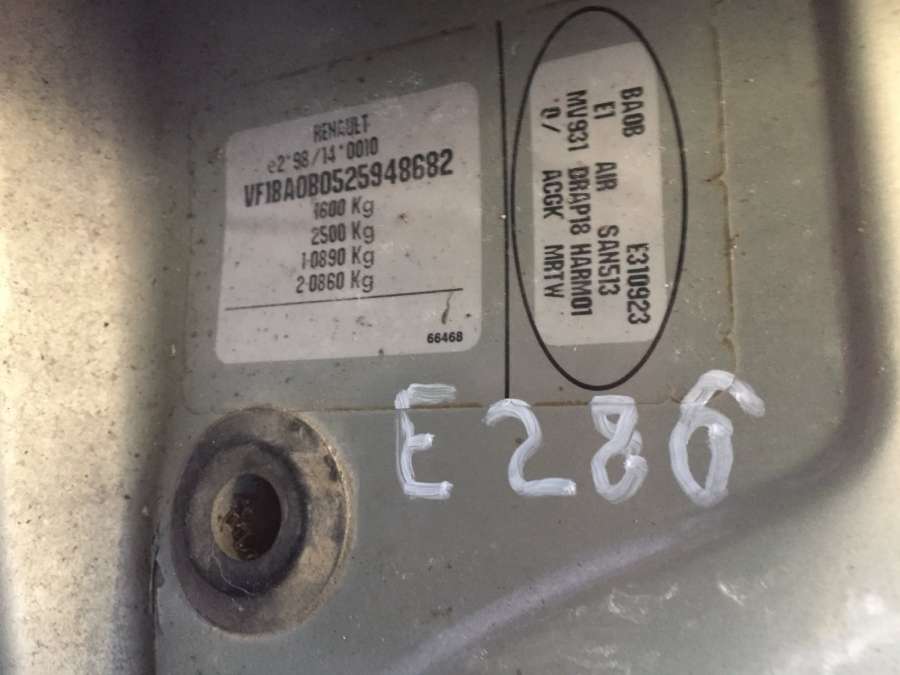 RENAULT
e2*98/14*0010
VF1BA0B0525948682
1600 Kg
2500 Kg
1-0890 Kg
2-0860 Kg
66468
BA0B E310923
E1 AIR SAN513
MV931 DRAP18 HARM01
0/ ACGK MRTW
E286